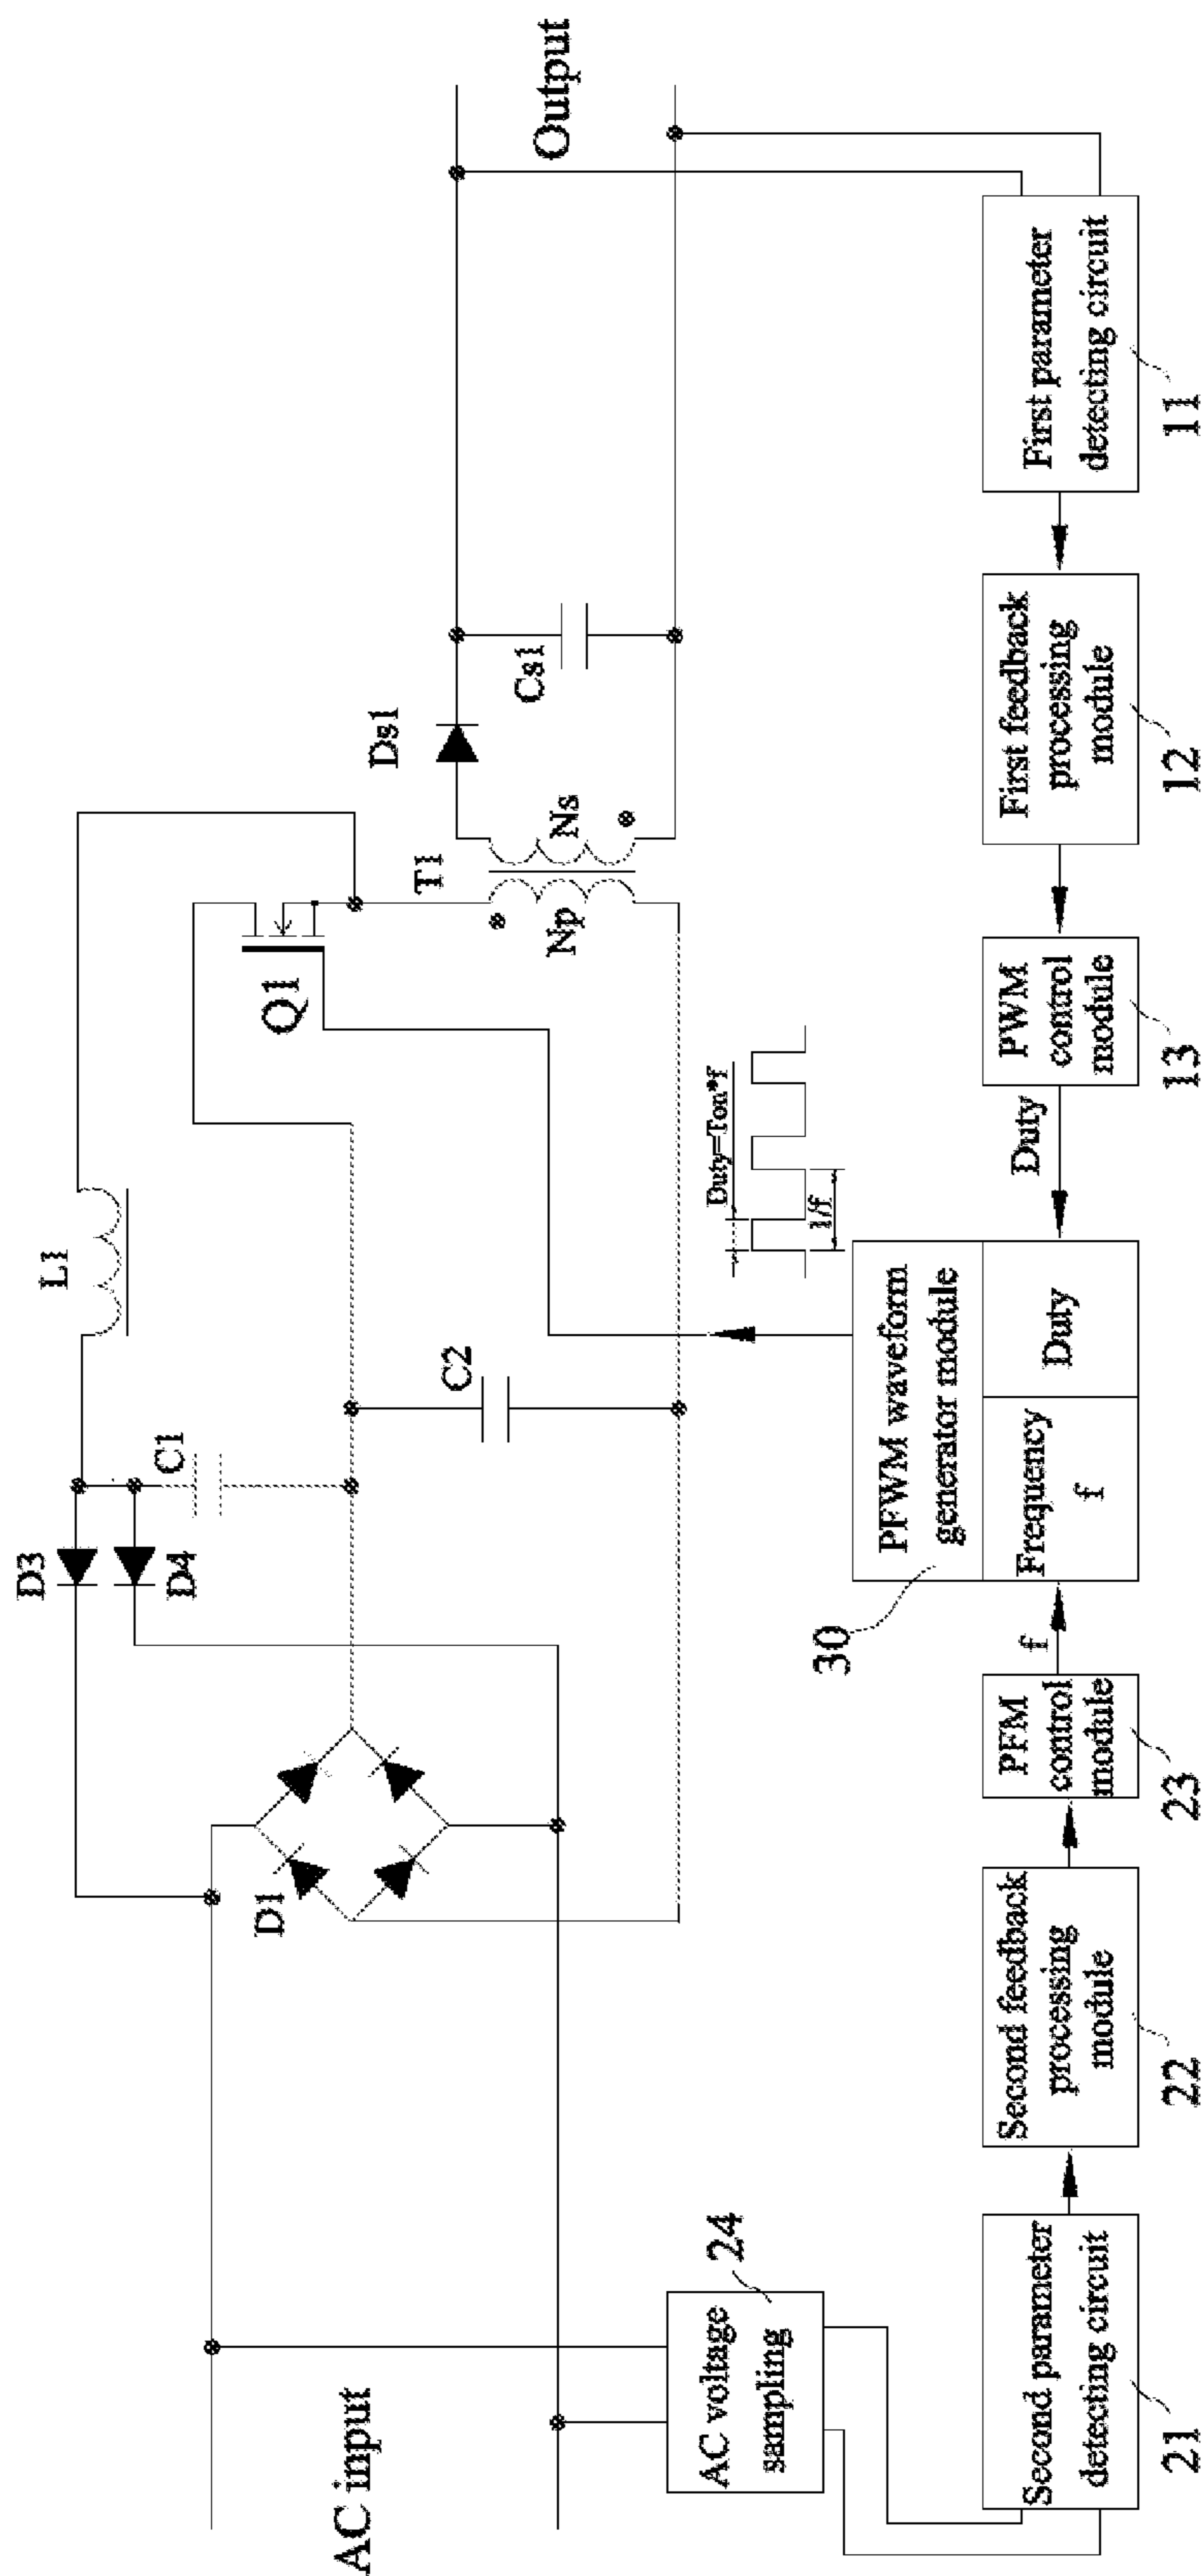 D3
D4
C1
L1
D1
Q1
C2
T1
Np
Ns
Ds1
Cs1
AC input
Output
AC voltage
sampling
24
Duty=Ton*f
1/f
PFWM waveform
generator module
Frequency
f
Duty
30
Second parameter
detecting circuit
21
Second feedback
processing
module
22
PFM
control
module
23
f
Duty
PWM
control
module
13
First feedback
processing
module
12
First parameter
detecting circuit
11